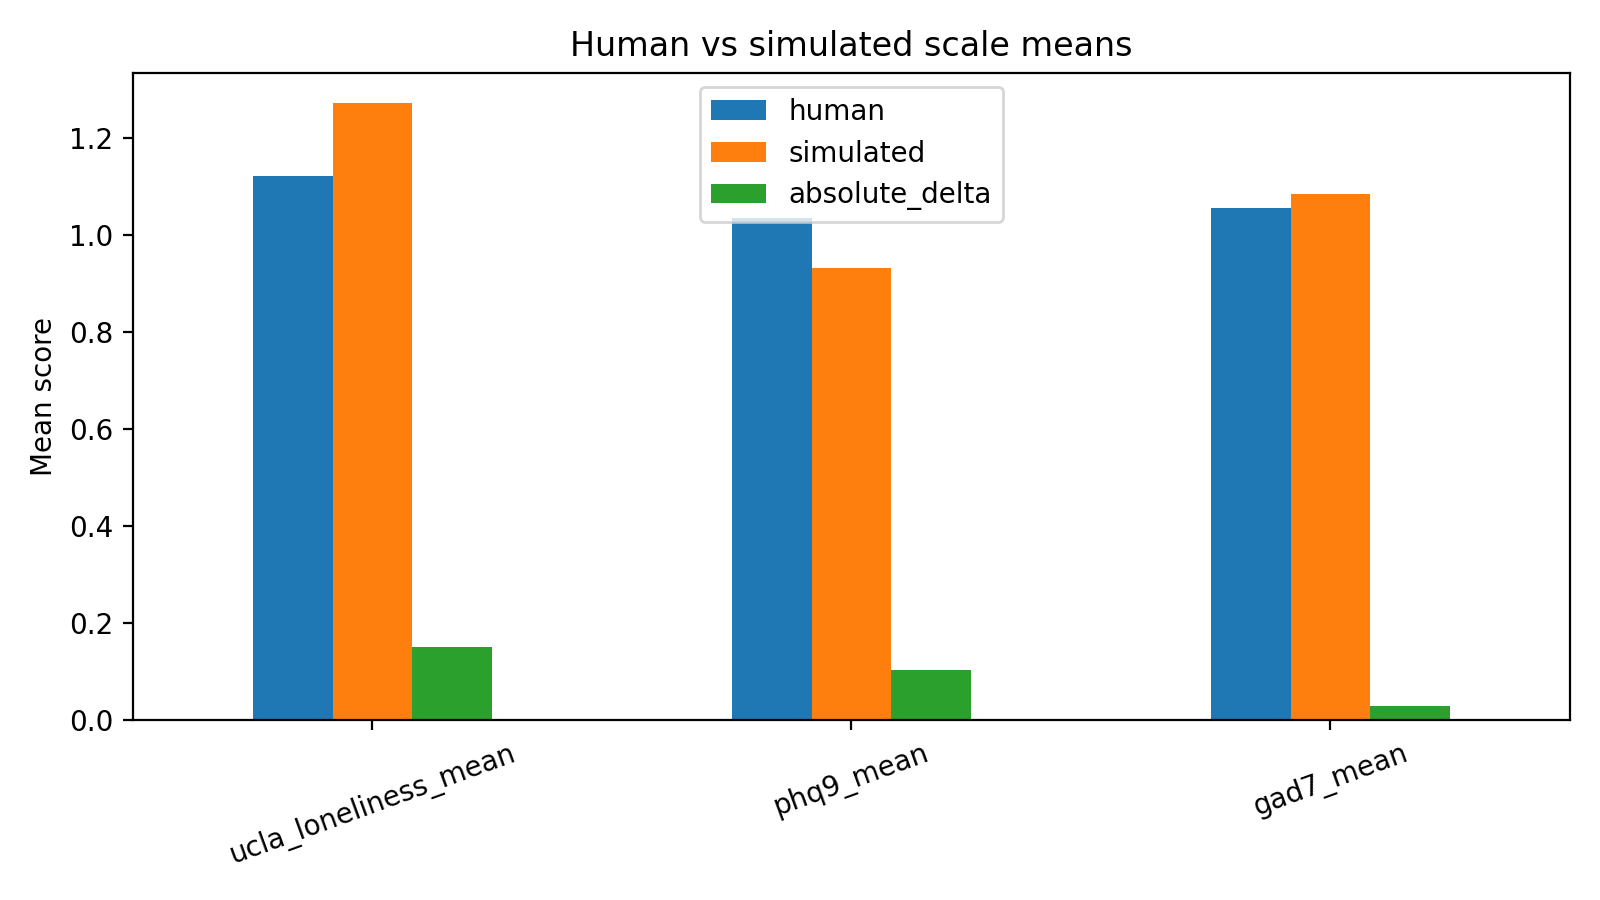 Human vs simulated scale means
human
simulated
absolute_delta
Mean score
1.2
1.0
0.8
0.6
0.4
0.2
0.0
ucla_loneliness_mean
phq9_mean
gad7_mean